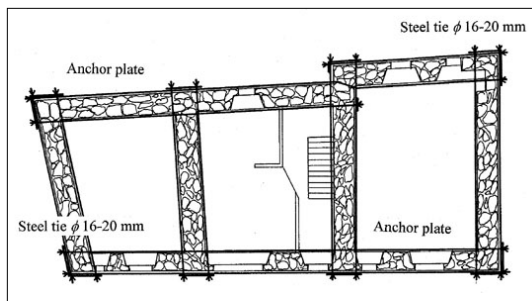 Steel tie ϕ 16-20 mm
Anchor plate
Steel tie ϕ 16-20 mm
Anchor plate